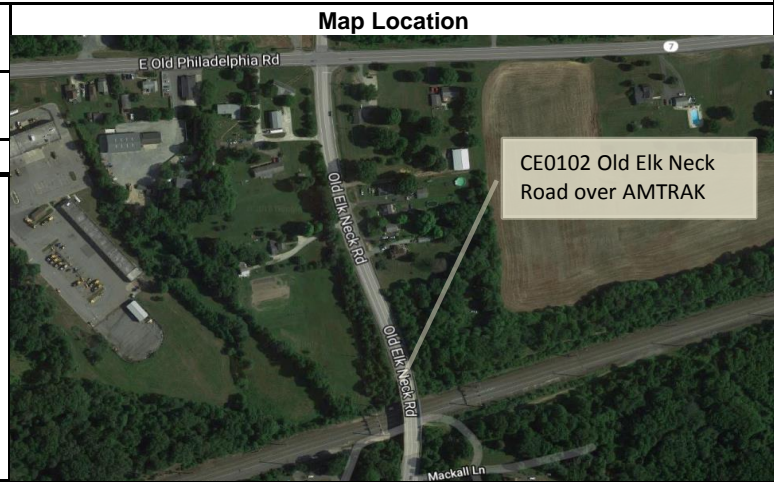 Map Location
E Old Philadelphia Rd
7
Old Elk Neck Rd
CE0102 Old Elk Neck
Road over AMTRAK
Old Elk Neck Rd
Mackall Ln